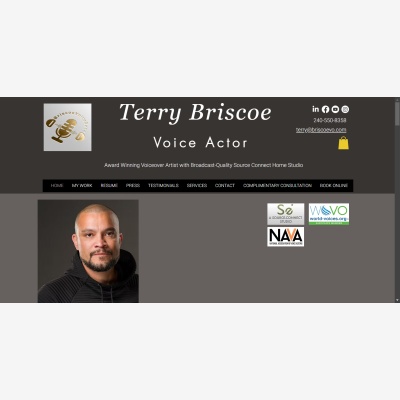 Terry Briscoe
Voice Actor
Award Winning Voiceover Artist with Broadcast-Quality Source Connect Home Studio
240-550-8358
terry@briscoevo.com
HOME MY WORK RESUME PRESS TESTIMONIALS SERVICES CONTACT COMPLIMENTARY CONSULTATION BOOK ONLINE
WOVO
world-voices.org
NAVA